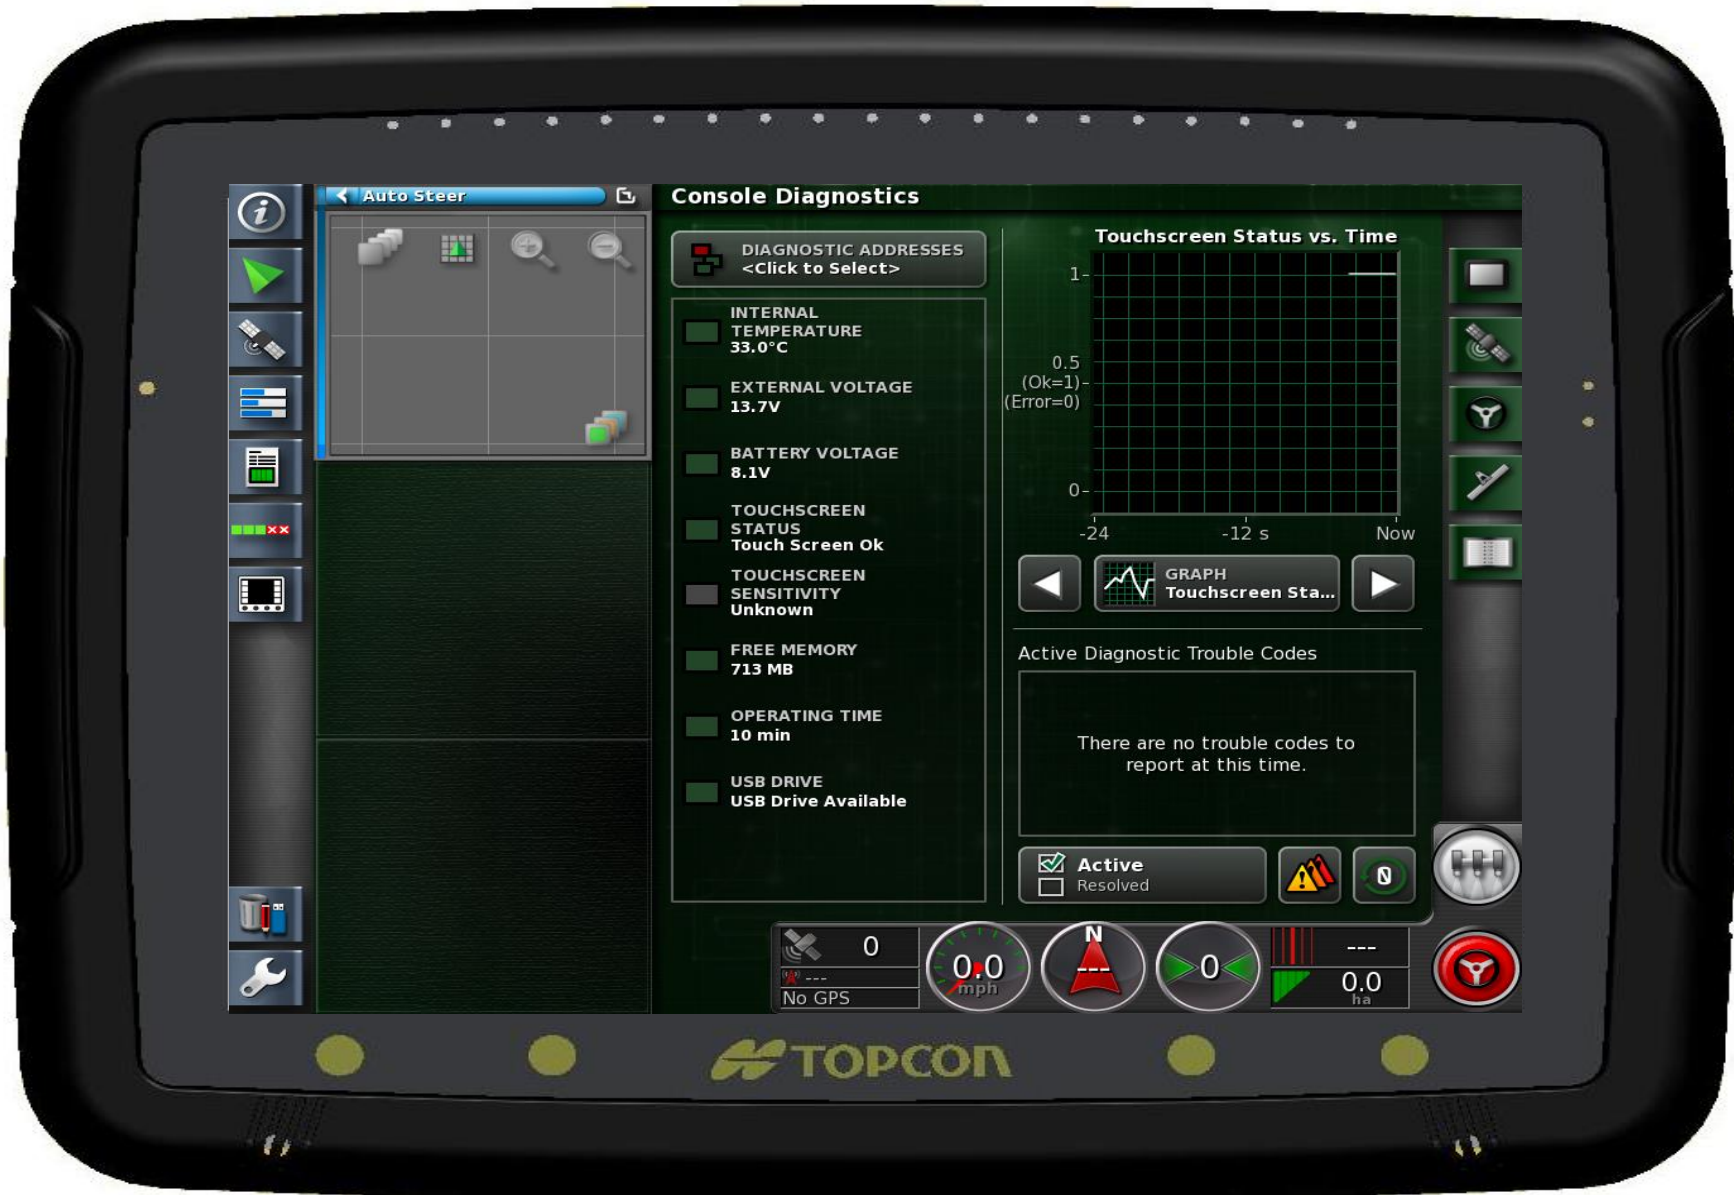 Auto Steer
Console Diagnostics
DIAGNOSTIC ADDRESSES
<Click to Select>
INTERNAL
TEMPERATURE
33.0°C
EXTERNAL VOLTAGE
13.7V
BATTERY VOLTAGE
8.1V
TOUCHSCREEN
STATUS
Touch Screen Ok
TOUCHSCREEN
SENSITIVITY
Unknown
FREE MEMORY
713 MB
OPERATING TIME
10 min
USB DRIVE
USB Drive Available
Touchscreen Status vs. Time
1
0.5
(Ok=1)
(Error=0)
0
-24 -12 s Now
GRAPH
Touchscreen Sta...
Active Diagnostic Trouble Codes
There are no trouble codes to
report at this time.
Active
Resolved
0
0
---
No GPS
0.0
mph
N
---
0
---
0.0
ha
TOPCON